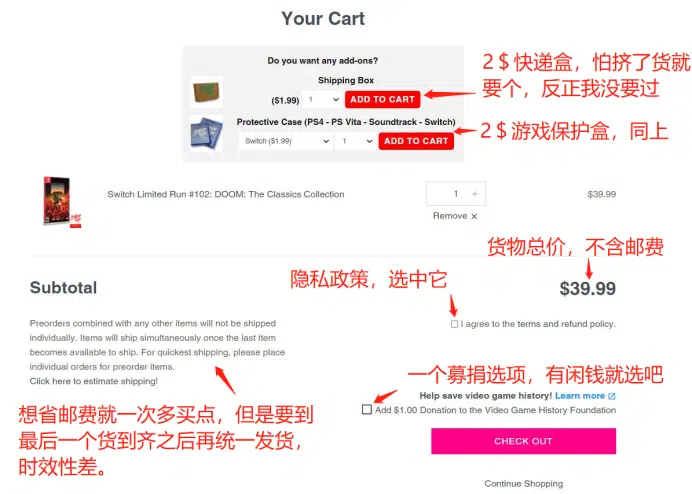 Your Cart
Do you want any add-ons?
Shipping Box
($1.99) 1 ADD TO CART
2＄快递盒，怕挤了货就
要个，反正我没要过
Protective Case (PS4 - PS Vita - Soundtrack - Switch)
Switch ($1.99) 1 ADD TO CART
2＄游戏保护盒，同上
Switch Limited Run #102: DOOM: The Classics Collection
1 +
$39.99
Remove ✕
货物总价，不含邮费
Subtotal
$39.99
隐私政策，选中它
I agree to the terms and refund policy.
Preorders combined with any other items will not be shipped
individually. Items will ship simultaneously once the last item
becomes available to ship. For quickest shipping, please place
individual orders for preorder items.
Click here to estimate shipping!
想省邮费就一次多买点，但是要到
最后一个货到齐之后再统一发货，
时效性差。
一个募捐选项，有闲钱就选吧
Help save video game history! Learn more
Add $1.00 Donation to the Video Game History Foundation
CHECK OUT
Continue Shopping